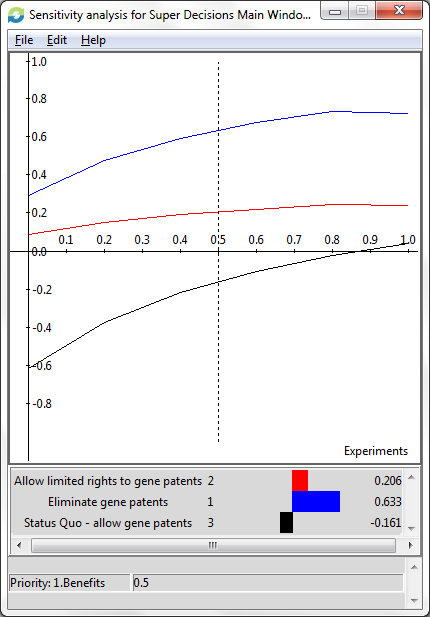 Sensitivity analysis for Super Decisions Main Windo...
File Edit Help
1.0
0.8
0.6
0.4
0.2
0.1 0.2 0.3 0.4 0.5 0.6 0.7 0.8 0.9 1.0
0.0
-0.2
-0.4
-0.6
-0.8
Experiments
Allow limited rights to gene patents 2 0.206
Eliminate gene patents 1 0.633
Status Quo - allow gene patents 3 -0.161
Priority: 1.Benefits 0.5